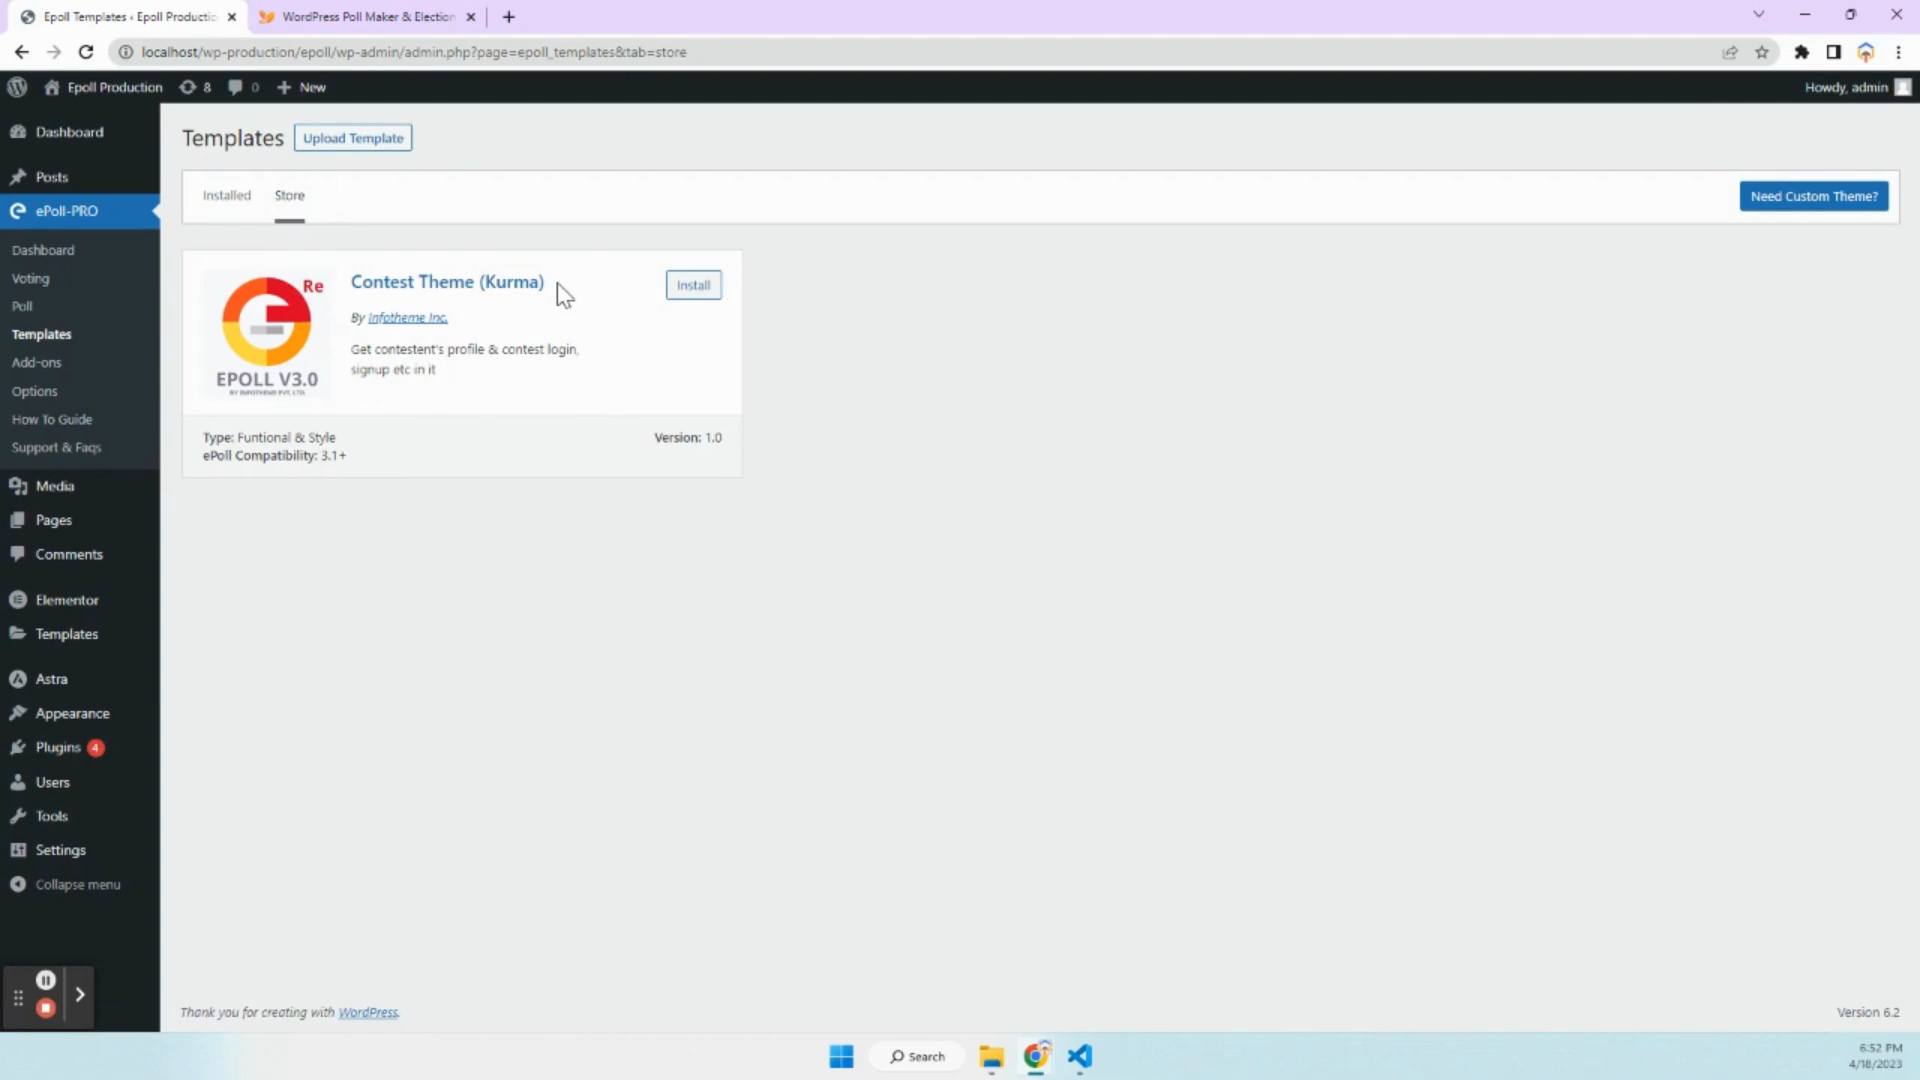 Epoll Templates ‹ Epoll Productio
WordPress Poll Maker & Election
localhost/wp-production/epoll/wp-admin/admin.php?page=epoll_templates&tab=store
Epoll Production
8
0
New
Howdy, admin
Dashboard
Posts
ePoll-PRO
Dashboard
Voting
Poll
Templates
Add-ons
Options
How To Guide
Support & Faqs
Media
Pages
Comments
Elementor
Templates
Astra
Appearance
Plugins 4
Users
Tools
Settings
Collapse menu
Templates
Upload Template
Installed
Store
Need Custom Theme?
Re
EPOLL V3.0
BY INFOTHEME PVT. LTD.
Contest Theme (Kurma)
Install
By Infotheme Inc.
Get contestent's profile & contest login,
signup etc in it
Type: Funtional & Style
Version: 1.0
ePoll Compatibility: 3.1+
Thank you for creating with WordPress.
Version 6.2
Search
6:52 PM
4/18/2023